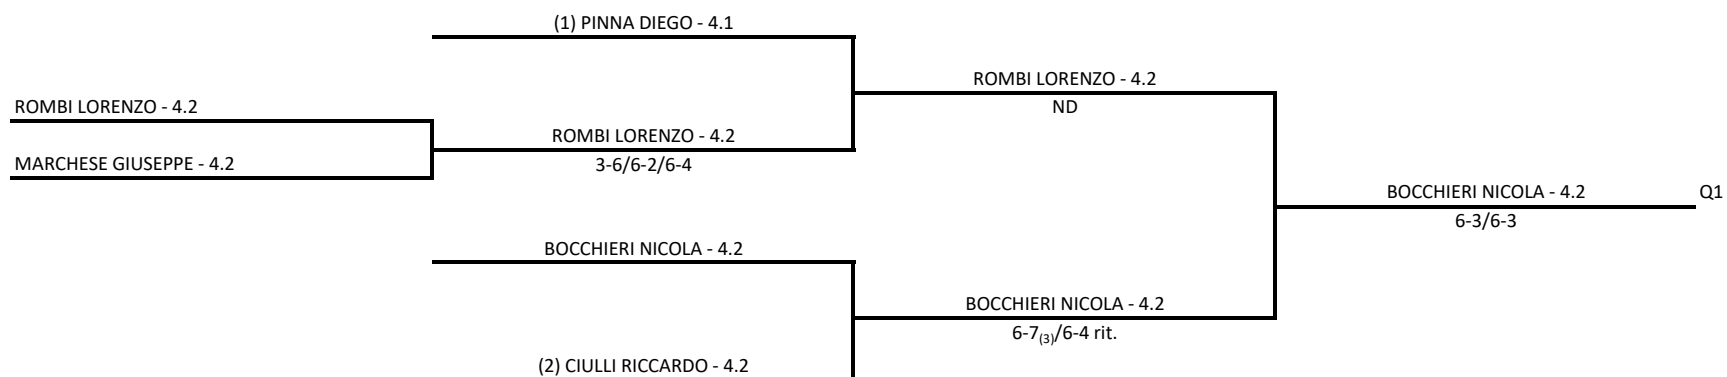 (1) PINNA DIEGO - 4.1
ROMBI LORENZO - 4.2
ND
ROMBI LORENZO - 4.2
ROMBI LORENZO - 4.2
3-6/6-2/6-4
MARCHESE GIUSEPPE - 4.2
BOCCHIERI NICOLA - 4.2 Q1
6-3/6-3
BOCCHIERI NICOLA - 4.2
BOCCHIERI NICOLA - 4.2
6-7(3)/6-4 rit.
(2) CIULLI RICCARDO - 4.2